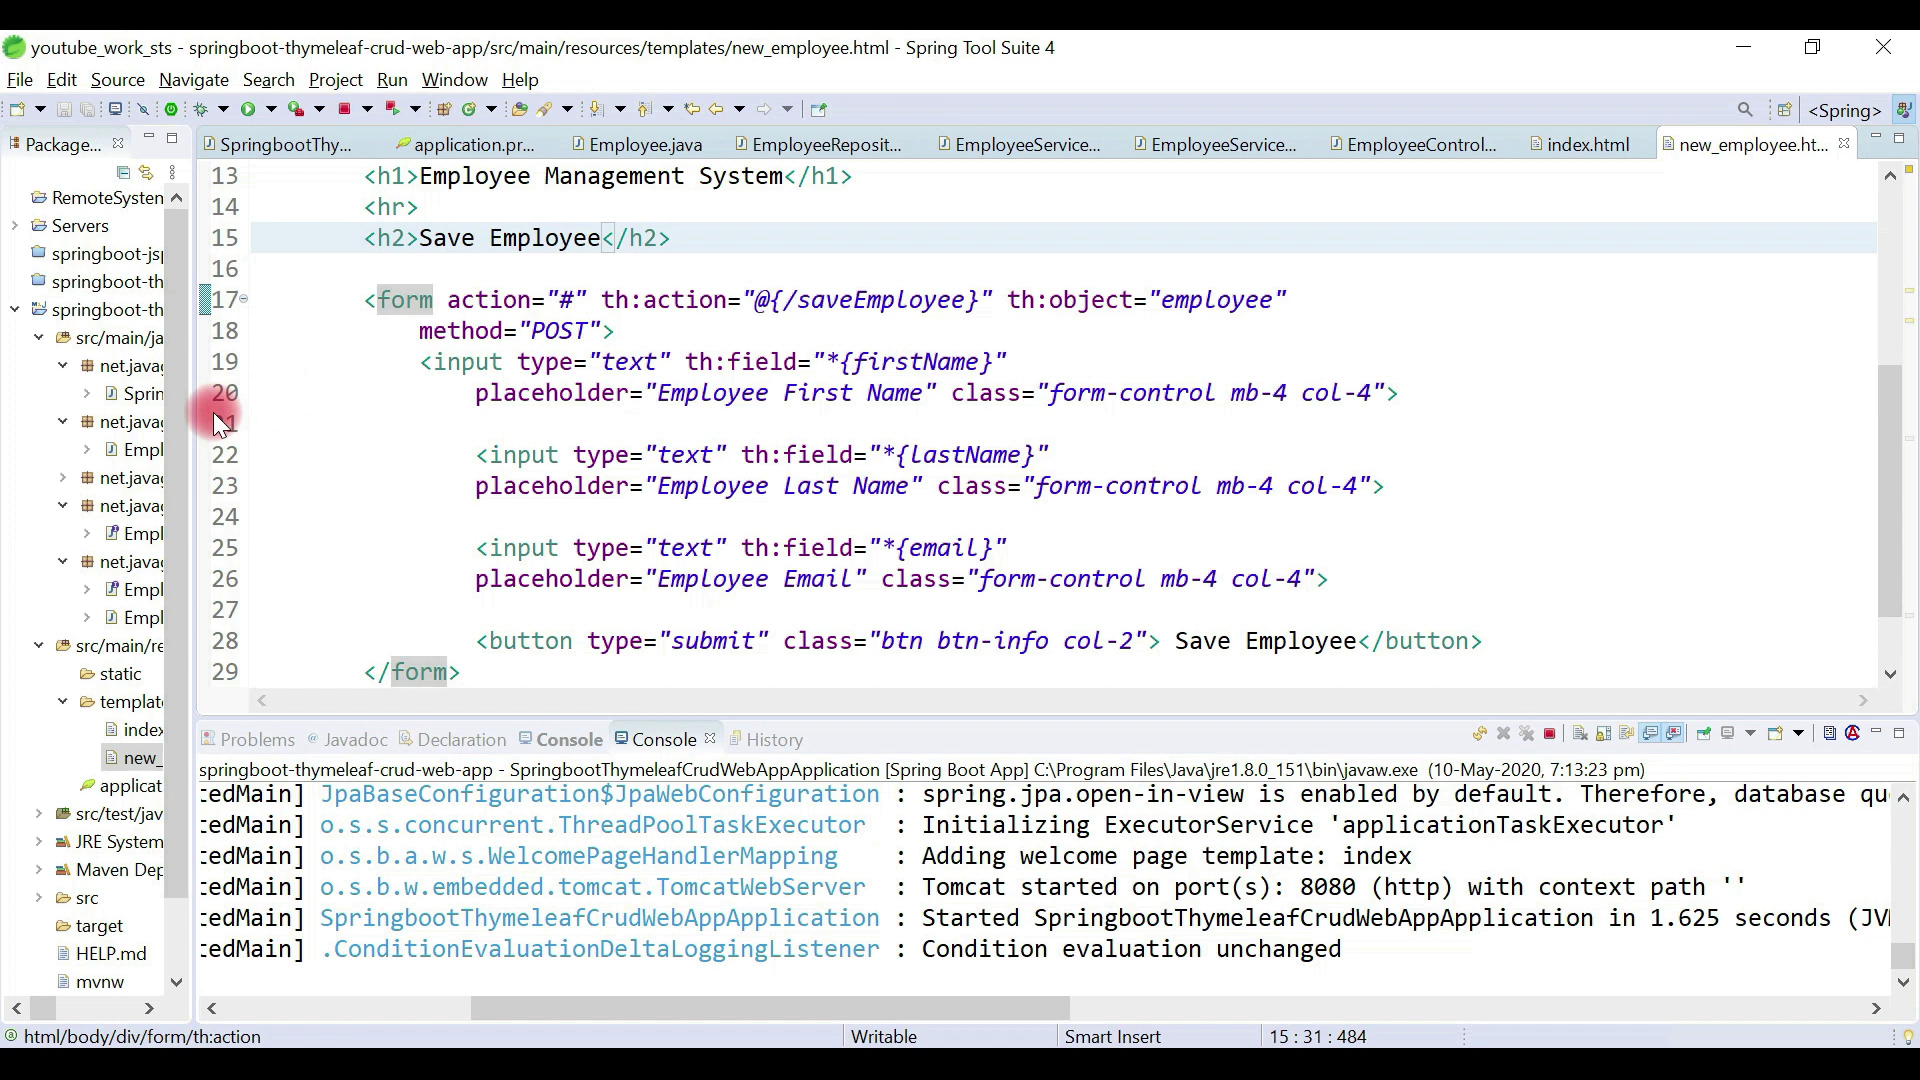 youtube_work_sts - springboot-thymeleaf-crud-web-app/src/main/resources/templates/new_employee.html - Spring Tool Suite 4
File Edit Source Navigate Search Project Run Window Help
<Spring>
Package...
SpringbootThy... application.pr... Employee.java EmployeeReposit... EmployeeService... EmployeeService... EmployeeControl... index.html new_employee.ht...
RemoteSysten
Servers
springboot-jsp
springboot-th
springboot-th
src/main/ja
net.javag
Sprin
net.javag
Empl
net.javag
net.javag
Empl
net.javag
Empl
Empl
src/main/re
static
template
index
new_
applicat
src/test/jav
JRE System
Maven Dep
src
target
HELP.md
mvnw
13 <h1>Employee Management System</h1>
14 <hr>
15 <h2>Save Employee</h2>
16
17 <form action="#" th:action="@{/saveEmployee}" th:object="employee"
18 method="POST">
19 <input type="text" th:field="*{firstName}"
20 placeholder="Employee First Name" class="form-control mb-4 col-4">
22 <input type="text" th:field="*{lastName}"
23 placeholder="Employee Last Name" class="form-control mb-4 col-4">
24
25 <input type="text" th:field="*{email}"
26 placeholder="Employee Email" class="form-control mb-4 col-4">
27
28 <button type="submit" class="btn btn-info col-2"> Save Employee</button>
29 </form>
Problems @ Javadoc Declaration Console Console History
springboot-thymeleaf-crud-web-app - SpringbootThymeleafCrudWebAppApplication [Spring Boot App] C:\Program Files\Java\jre1.8.0_151\bin\javaw.exe (10-May-2020, 7:13:23 pm)
tedMain] JpaBaseConfiguration$JpaWebConfiguration : spring.jpa.open-in-view is enabled by default. Therefore, database qu
tedMain] o.s.s.concurrent.ThreadPoolTaskExecutor : Initializing ExecutorService 'applicationTaskExecutor'
tedMain] o.s.b.a.w.s.WelcomePageHandlerMapping : Adding welcome page template: index
tedMain] o.s.b.w.embedded.tomcat.TomcatWebServer : Tomcat started on port(s): 8080 (http) with context path ''
tedMain] SpringbootThymeleafCrudWebAppApplication : Started SpringbootThymeleafCrudWebAppApplication in 1.625 seconds (JVM
tedMain] .ConditionEvaluationDeltaLoggingListener : Condition evaluation unchanged
html/body/div/form/th:action Writable Smart Insert 15 : 31 : 484